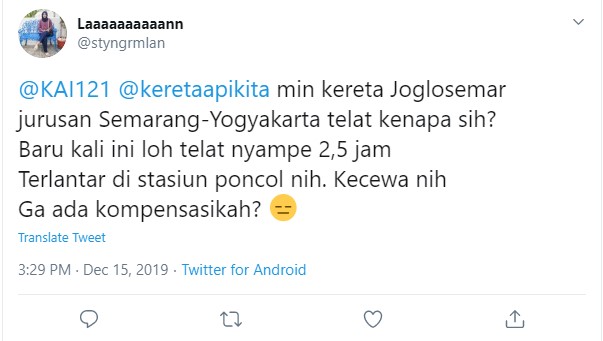 Laaaaaaaaaann
@styngrmlan
@KAI121 @keretaapikita min kereta Joglosemar
jurusan Semarang-Yogyakarta telat kenapa sih?
Baru kali ini loh telat nyampe 2,5 jam
Terlantar di stasiun poncol nih. Kecewa nih
Ga ada kompensasikah? 😑
Translate Tweet
3:29 PM · Dec 15, 2019 · Twitter for Android